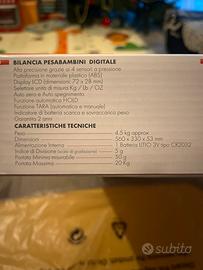 BILANCIA PESABAMBINI DIGITALE
Alta precisione grazie ai 4 sensori a pressione
Piattaforma in materiale plastico (ABS)
Display LCD (dimensioni: 72 x 28 mm)
Selettore unità di misura Kg / Lb / OZ
Auto zero e Auto spegnimento
Funzione automatica HOLD
Funzione TARA (automatica e manuale)
Indicatore di batteria scarica e sovraccarico peso
Garanzia 2 anni
CARATTERISTICHE TECNICHE
Peso 4.5 kg approx
Dimensioni 560 x 330 x 52 mm
Alimentazione Interna 1 Batteria LITIO 3V tipo CR2032
Indice di Divisione (scala di graficazione) 5 g
Portata Minima misurabile 50 g
Portata Massima 20 Kg
subito